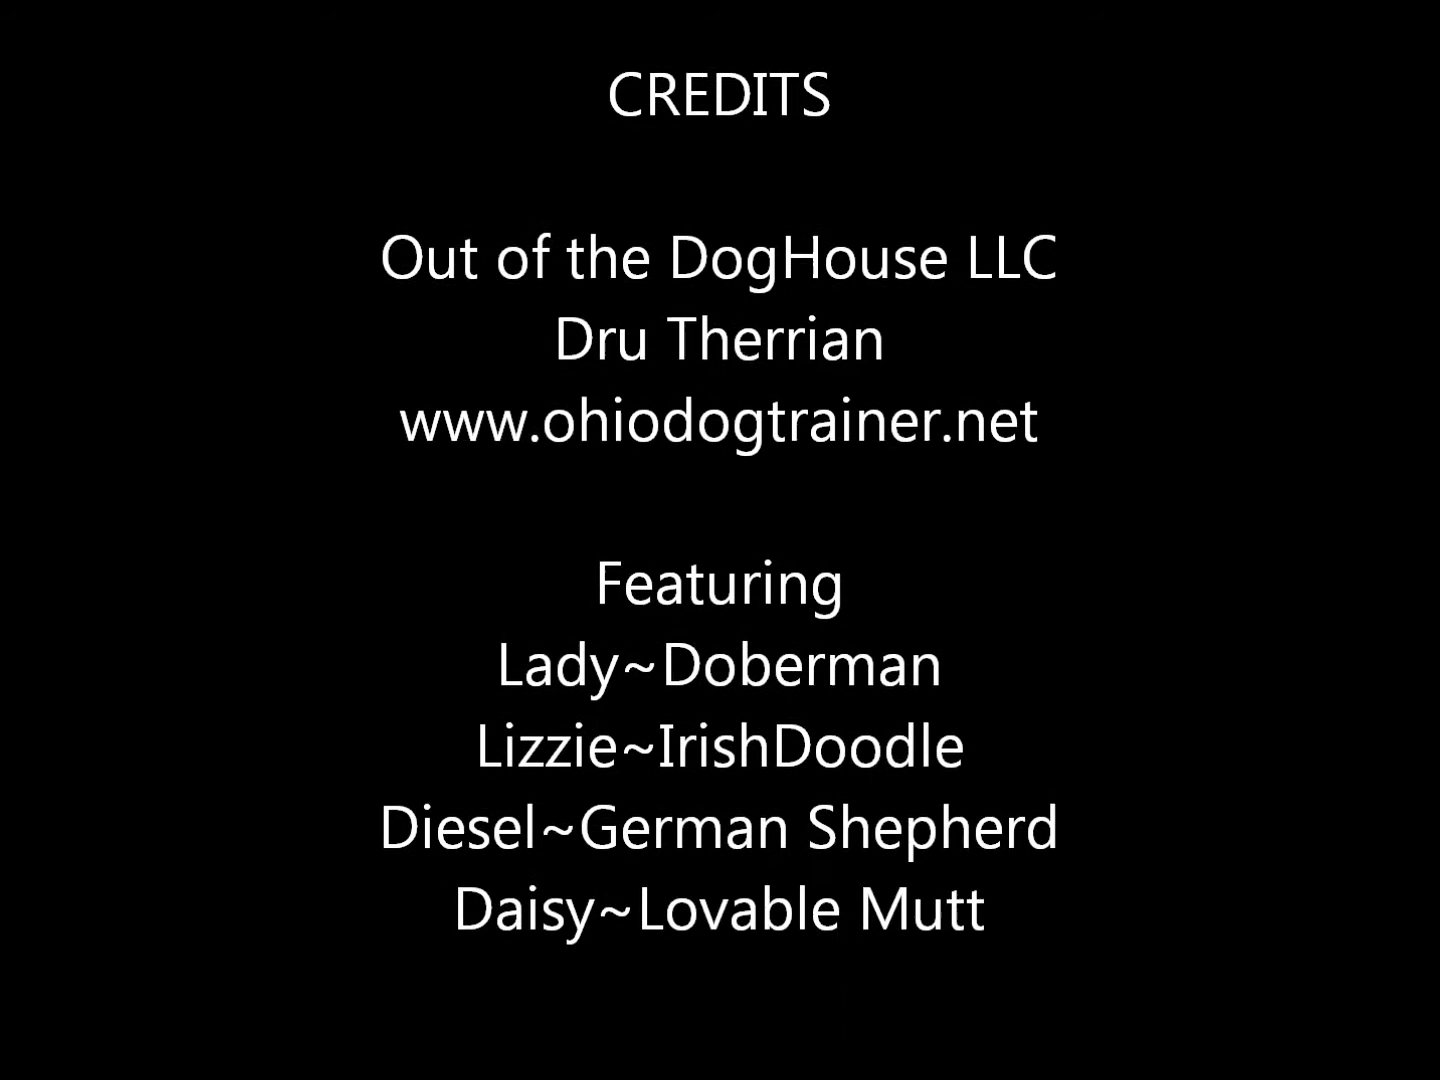 CREDITS
Out of the DogHouse LLC
Dru Therrian
www.ohiodogtrainer.net
Featuring
Lady~Doberman
Lizzie~IrishDoodle
Diesel~German Shepherd
Daisy~Lovable Mutt